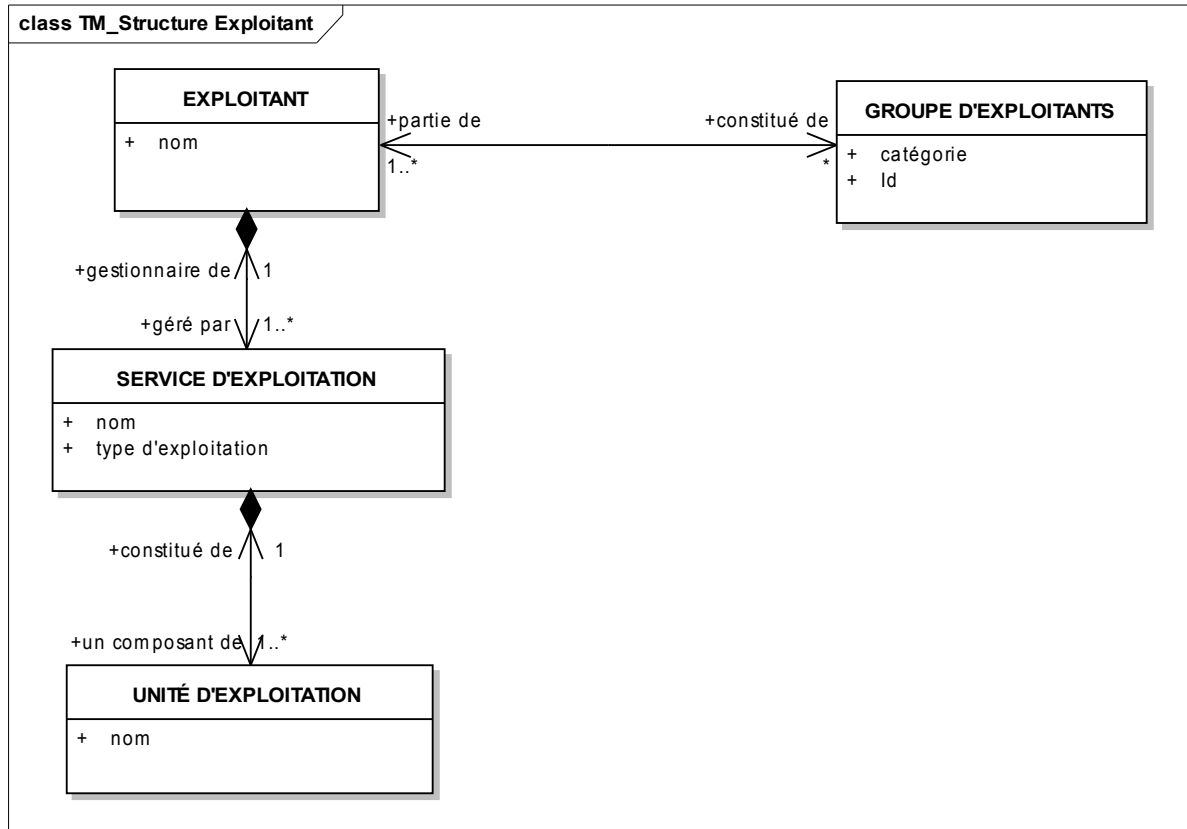 class TM_Structure Exploitant
EXPLOITANT
+ nom
+partie de
1..*
+constitué de
*
GROUPE D'EXPLOITANTS
+ catégorie
+ Id
+gestionnaire de
1
+géré par
1..*
SERVICE D'EXPLOITATION
+ nom
+ type d'exploitation
+constitué de
1
+un composant de
1..*
UNITÉ D'EXPLOITATION
+ nom